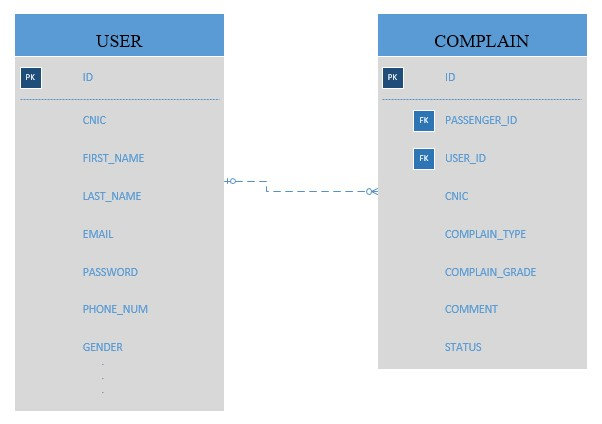 USER
PK ID
CNIC
FIRST_NAME
LAST_NAME
EMAIL
PASSWORD
PHONE_NUM
GENDER
.
.
.
COMPLAIN
PK ID
FK PASSENGER_ID
FK USER_ID
CNIC
COMPLAIN_TYPE
COMPLAIN_GRADE
COMMENT
STATUS